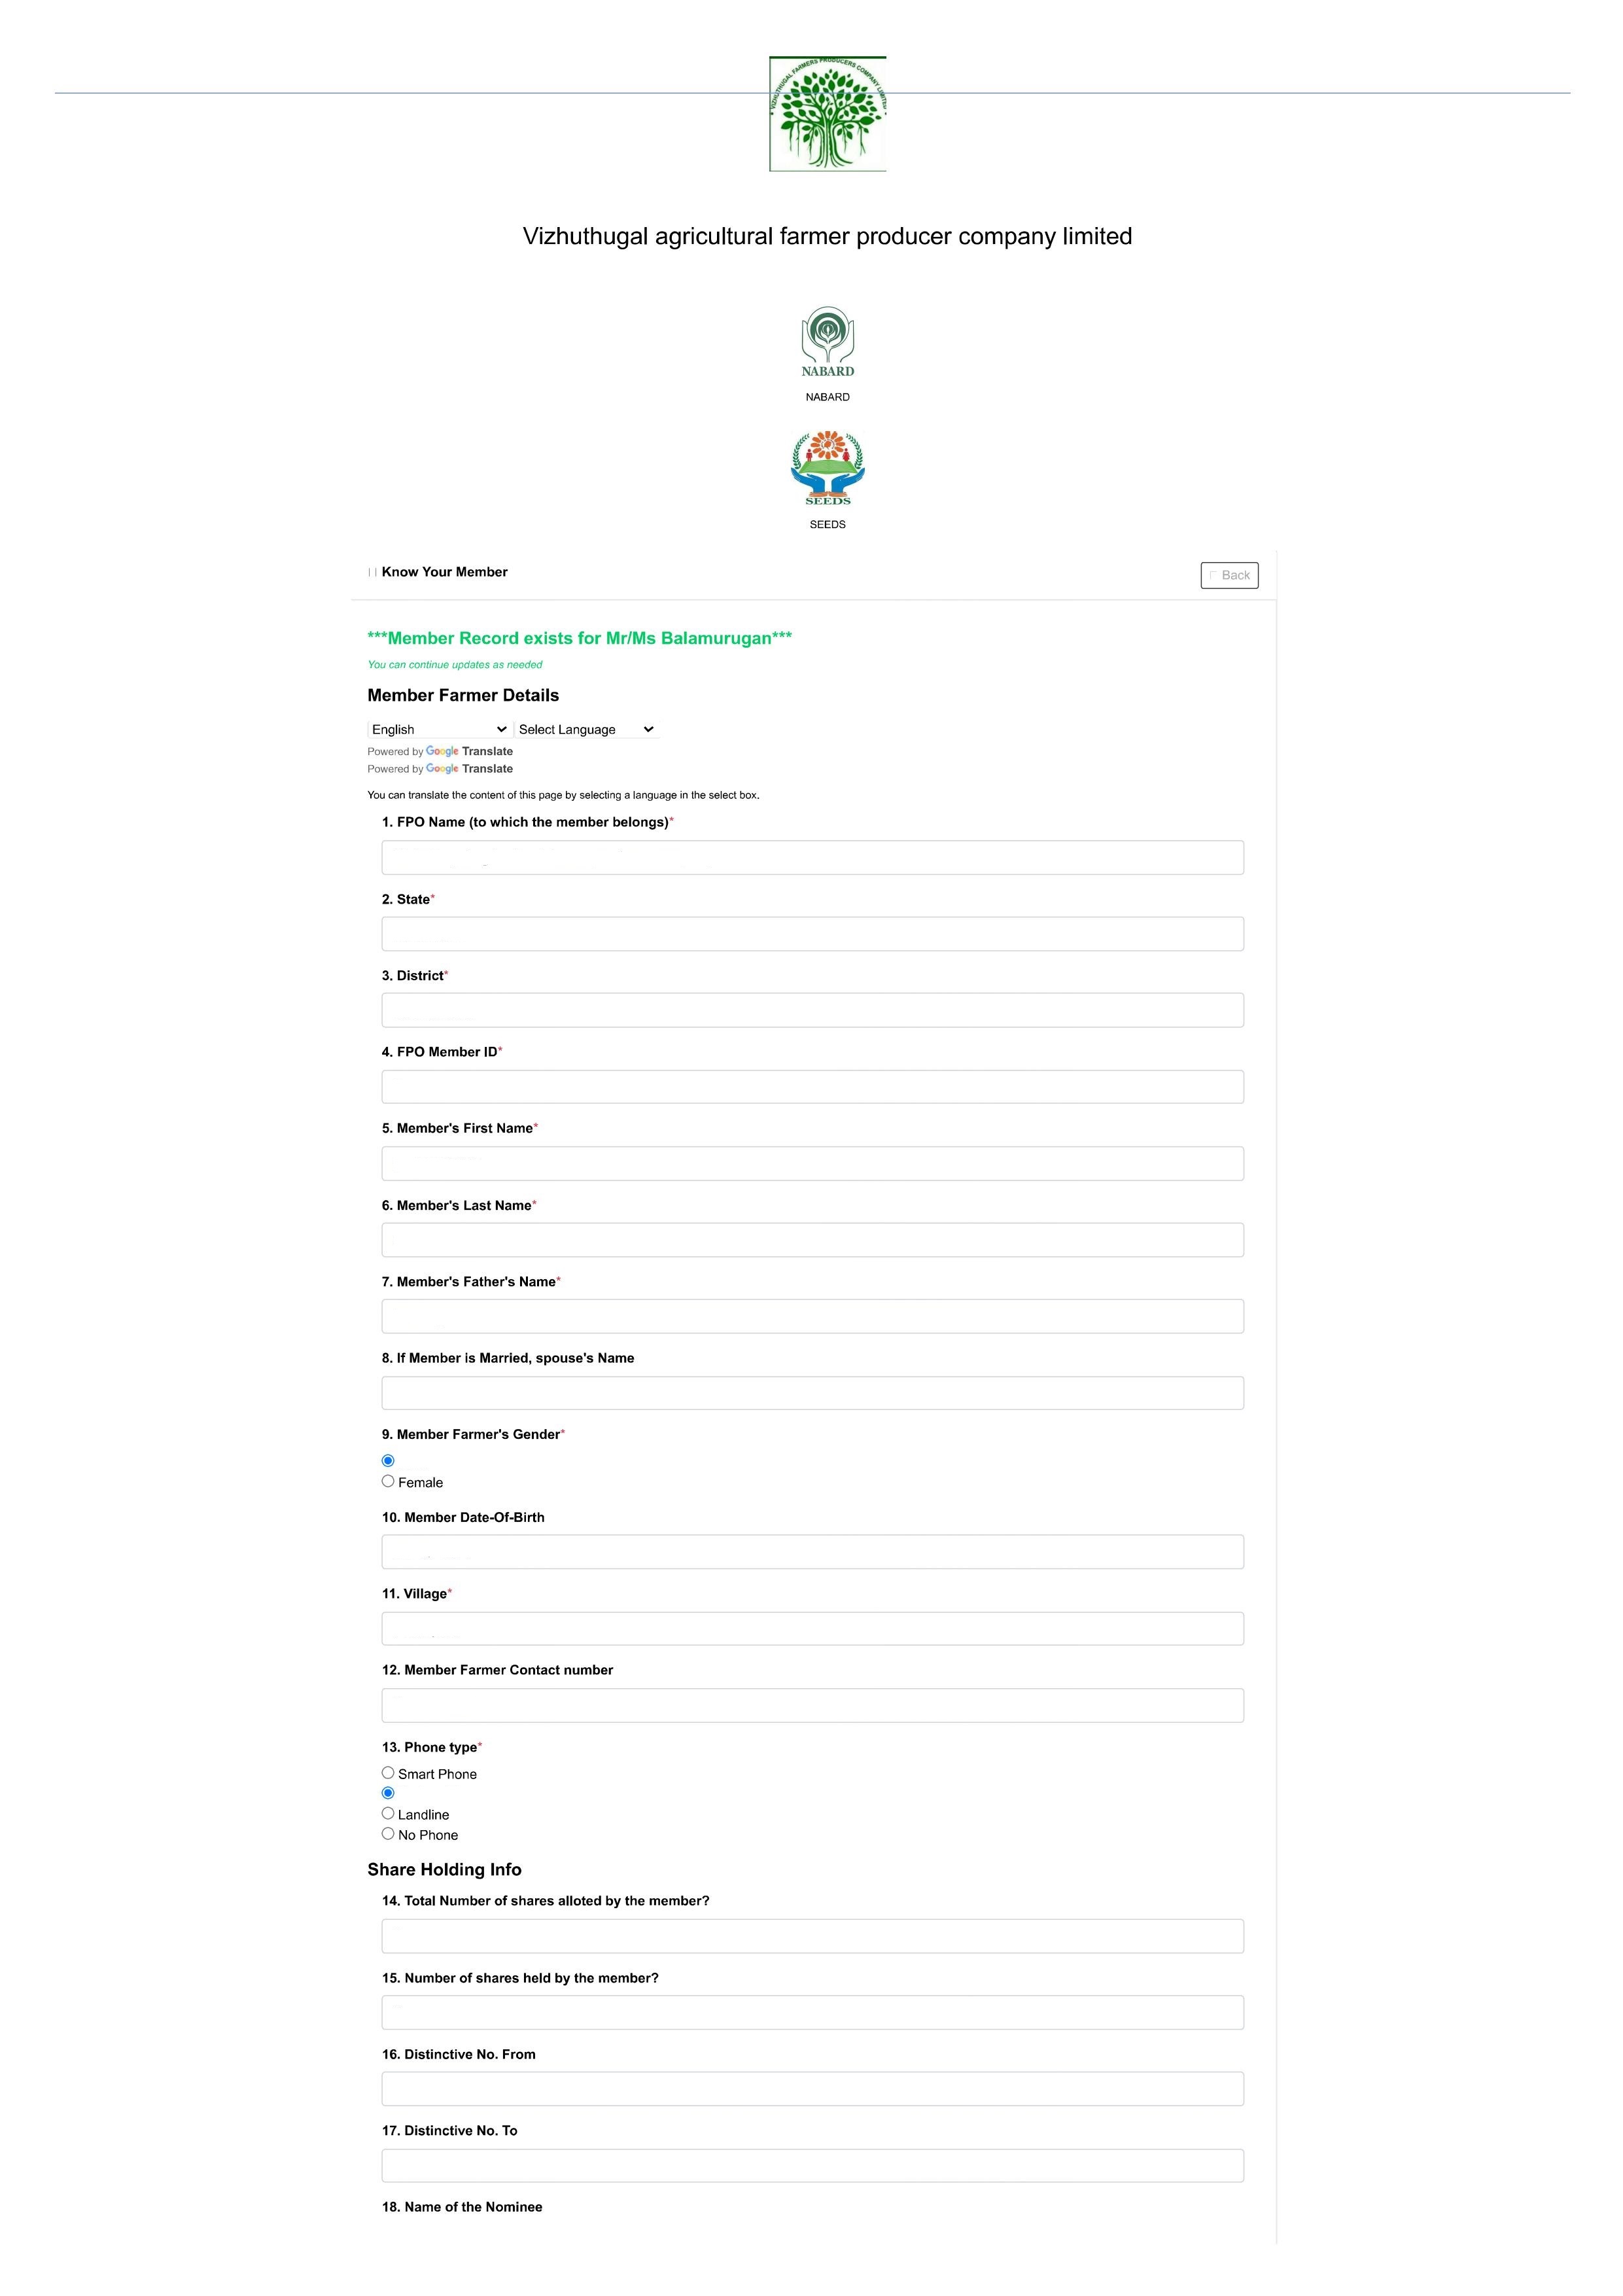 VIZHUTHUGAL FARMERS PRODUCERS COMPANY LIMITED
Vizhuthugal agricultural farmer producer company limited
NABARD
NABARD
SEEDS
SEEDS
Know Your Member
Back
***Member Record exists for Mr/Ms Balamurugan***
You can continue updates as needed
Member Farmer Details
English Select Language
Powered by Google Translate
Powered by Google Translate
You can translate the content of this page by selecting a language in the select box.
1. FPO Name (to which the member belongs)*
2. State*
3. District*
4. FPO Member ID*
5. Member's First Name*
6. Member's Last Name*
7. Member's Father's Name*
8. If Member is Married, spouse's Name
9. Member Farmer's Gender*
Female
10. Member Date-Of-Birth
11. Village*
12. Member Farmer Contact number
13. Phone type*
Smart Phone
Landline
No Phone
Share Holding Info
14. Total Number of shares alloted by the member?
15. Number of shares held by the member?
16. Distinctive No. From
17. Distinctive No. To
18. Name of the Nominee